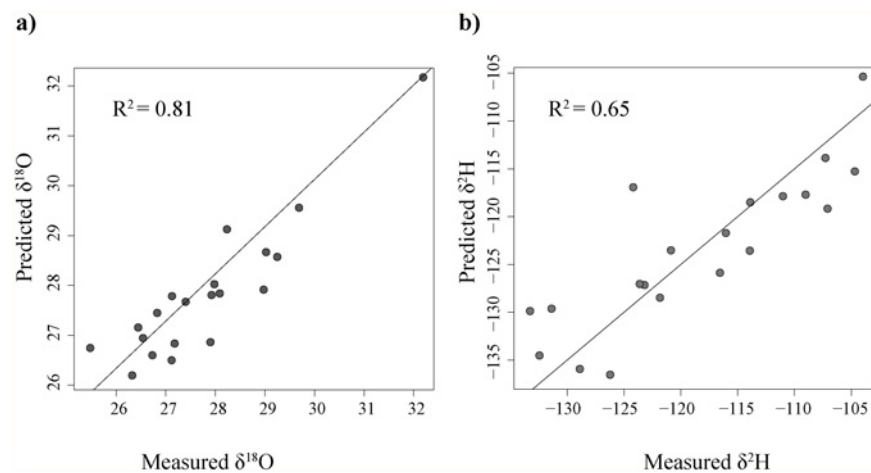 a)
R² = 0.81
Predicted δ¹⁸O
26 27 28 29 30 31 32
26 27 28 29 30 31 32
Measured δ¹⁸O
b)
R² = 0.65
Predicted δ²H
−135 −130 −125 −120 −115 −110 −105
−130 −125 −120 −115 −110 −105
Measured δ²H